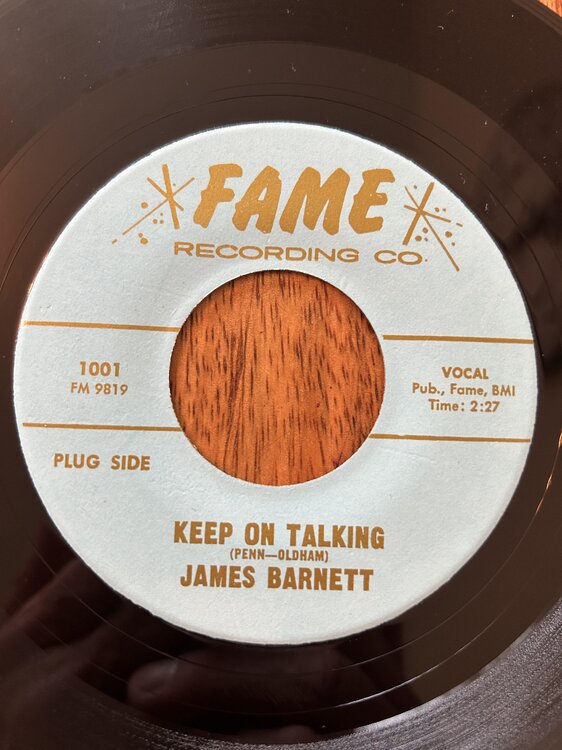 FAME
RECORDING CO.
1001
FM 9819
VOCAL
Pub., Fame, BMI
Time: 2:27
PLUG SIDE
KEEP ON TALKING
(PENN—OLDHAM)
JAMES BARNETT